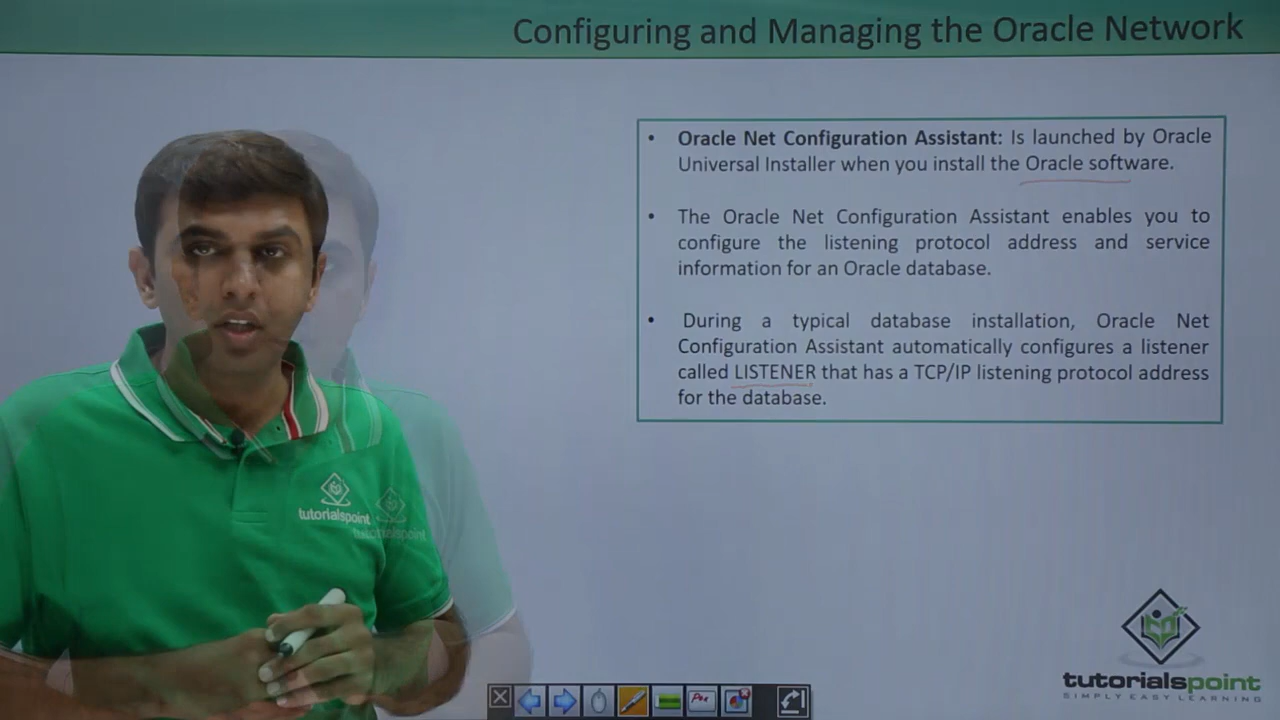 Configuring and Managing the Oracle Network
• Oracle Net Configuration Assistant: Is launched by Oracle
Universal Installer when you install the Oracle software.
• The Oracle Net Configuration Assistant enables you to
configure the listening protocol address and service
information for an Oracle database.
• During a typical database installation, Oracle Net
Configuration Assistant automatically configures a listener
called LISTENER that has a TCP/IP listening protocol address
for the database.
tutorialspoint
tutorialspoint
tutorialspoint
SIMPLY EASY LEARNING